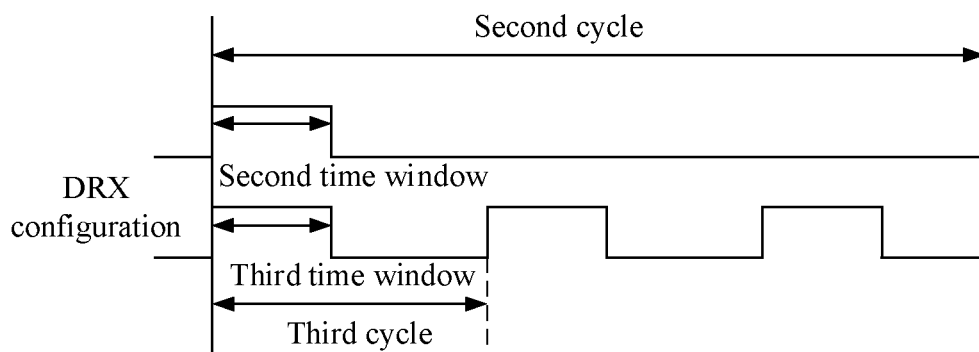 Second cycle
Second time window
DRX
configuration
Third time window
Third cycle